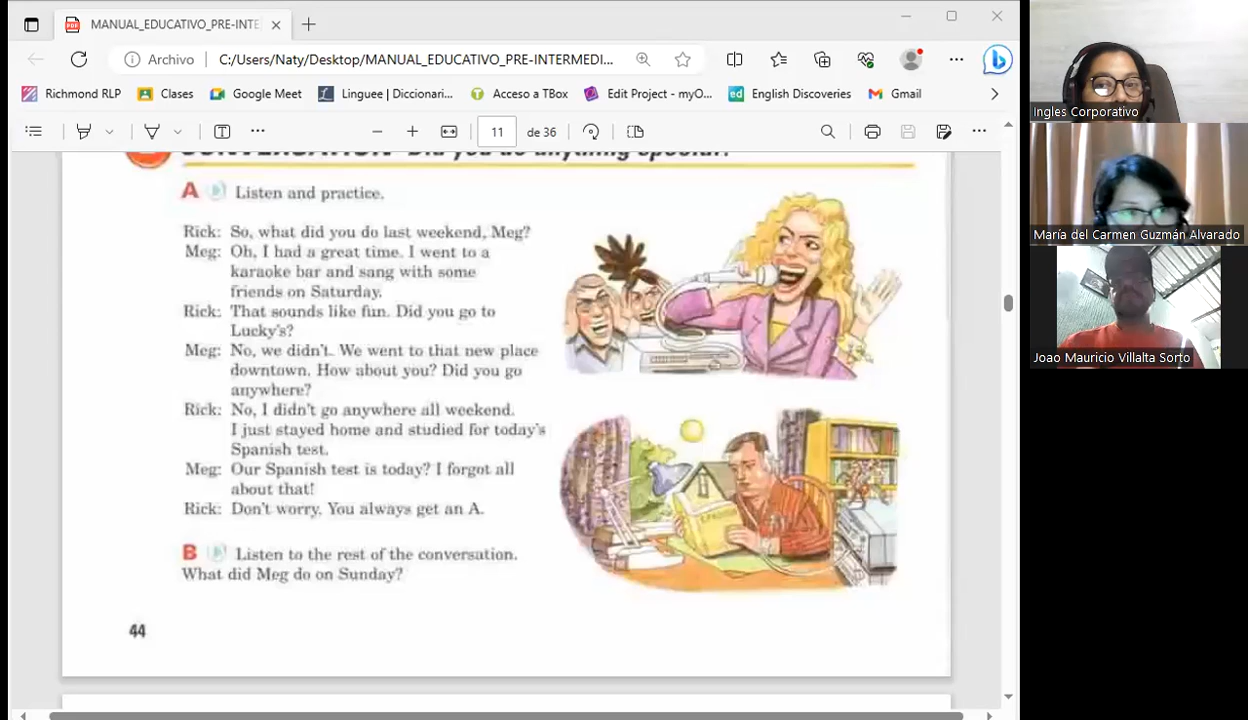 MANUAL_EDUCATIVO_PRE-INTE
Archivo
C:/Users/Naty/Desktop/MANUAL_EDUCATIVO_PRE-INTERMEDI...
Richmond RLP
Clases
Google Meet
Linguee | Diccionari...
Acceso a TBox
Edit Project - myO...
English Discoveries
Gmail
11 de 36
CONVERSATION Did you do anything special?
A Listen and practice.
Rick: So, what did you do last weekend, Meg?
Meg: Oh, I had a great time. I went to a
karaoke bar and sang with some
friends on Saturday.
Rick: That sounds like fun. Did you go to
Lucky's?
Meg: No, we didn't. We went to that new place
downtown. How about you? Did you go
anywhere?
Rick: No, I didn't go anywhere all weekend.
I just stayed home and studied for today's
Spanish test.
Meg: Our Spanish test is today? I forgot all
about that!
Rick: Don't worry. You always get an A.
B Listen to the rest of the conversation.
What did Meg do on Sunday?
44
Ingles Corporativo
María del Carmen Guzmán Alvarado
Joao Mauricio Villalta Sorto